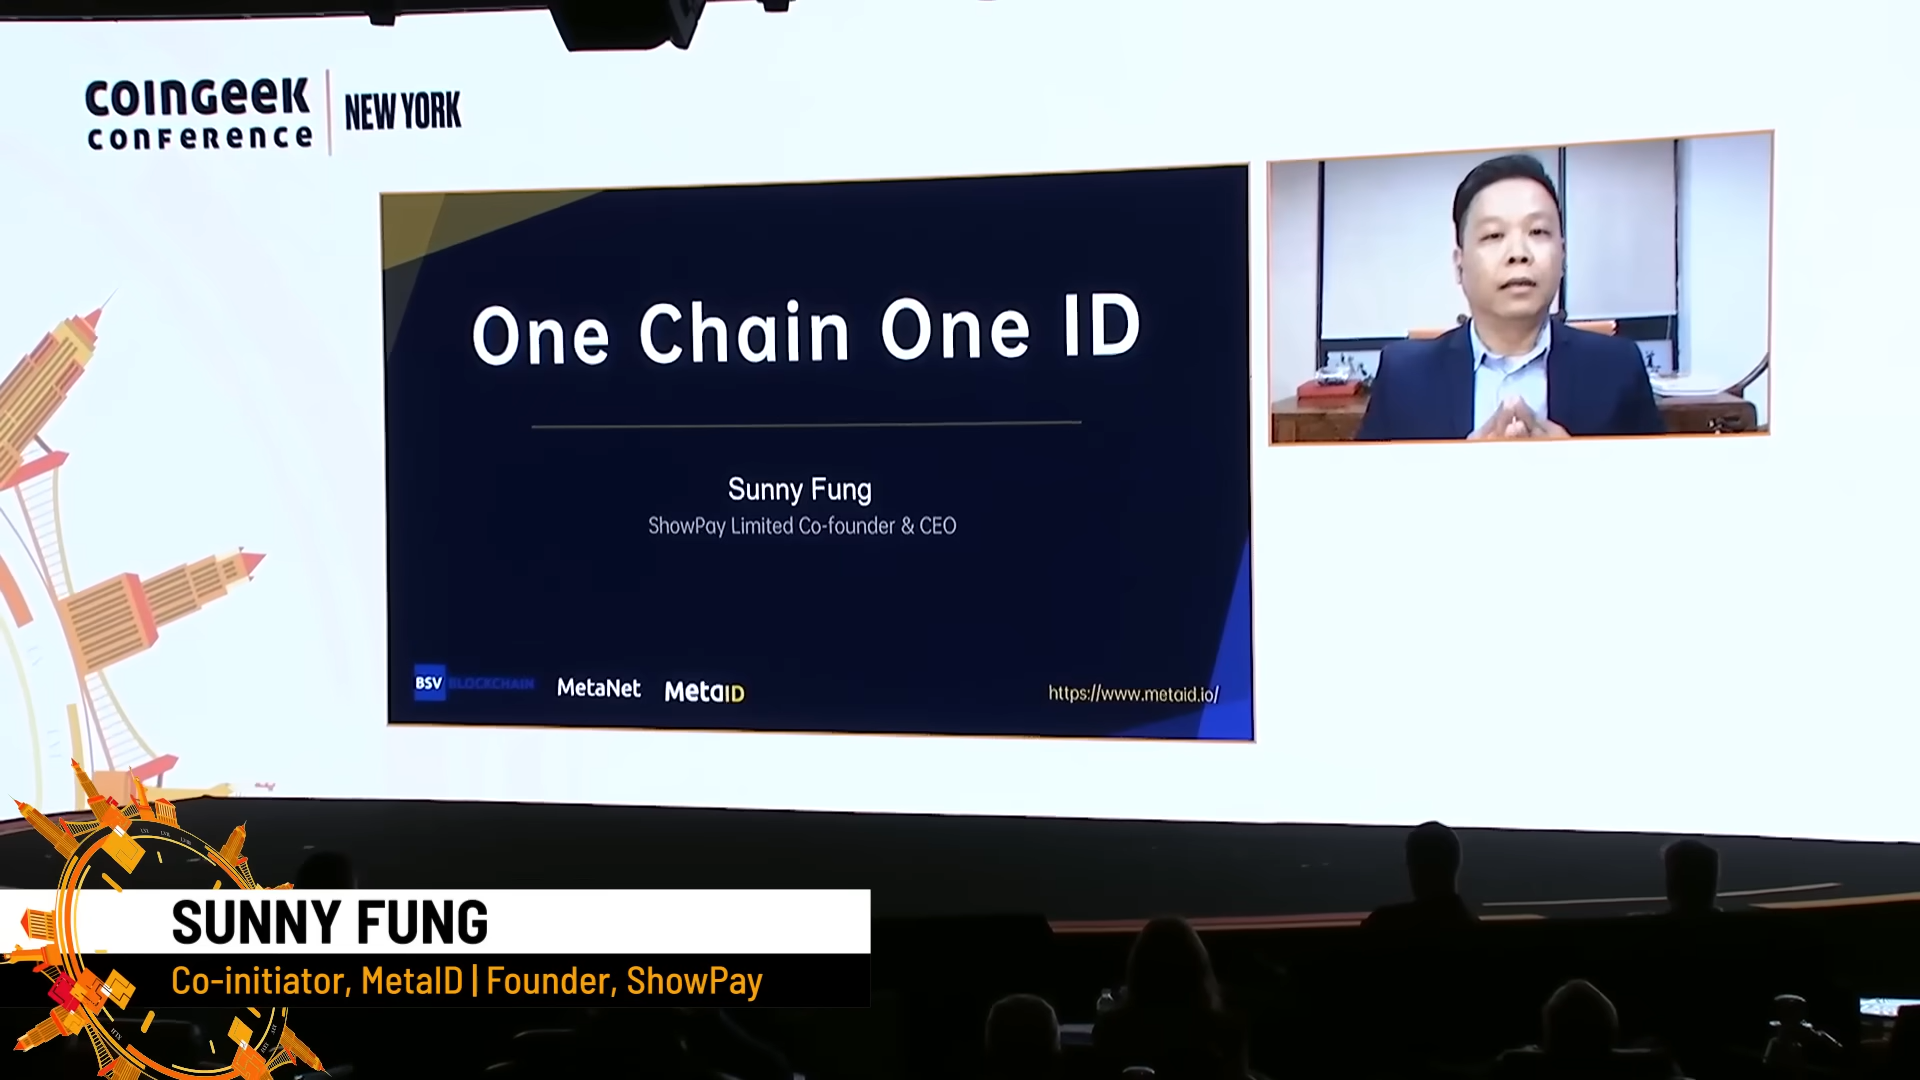 COINGEEK
CONFERENCE
NEW YORK
One Chain One ID
Sunny Fung
ShowPay Limited Co-founder & CEO
BSV BLOCKCHAIN MetaNet MetaID
https://www.metaid.io/
SUNNY FUNG
Co-initiator, MetaID | Founder, ShowPay